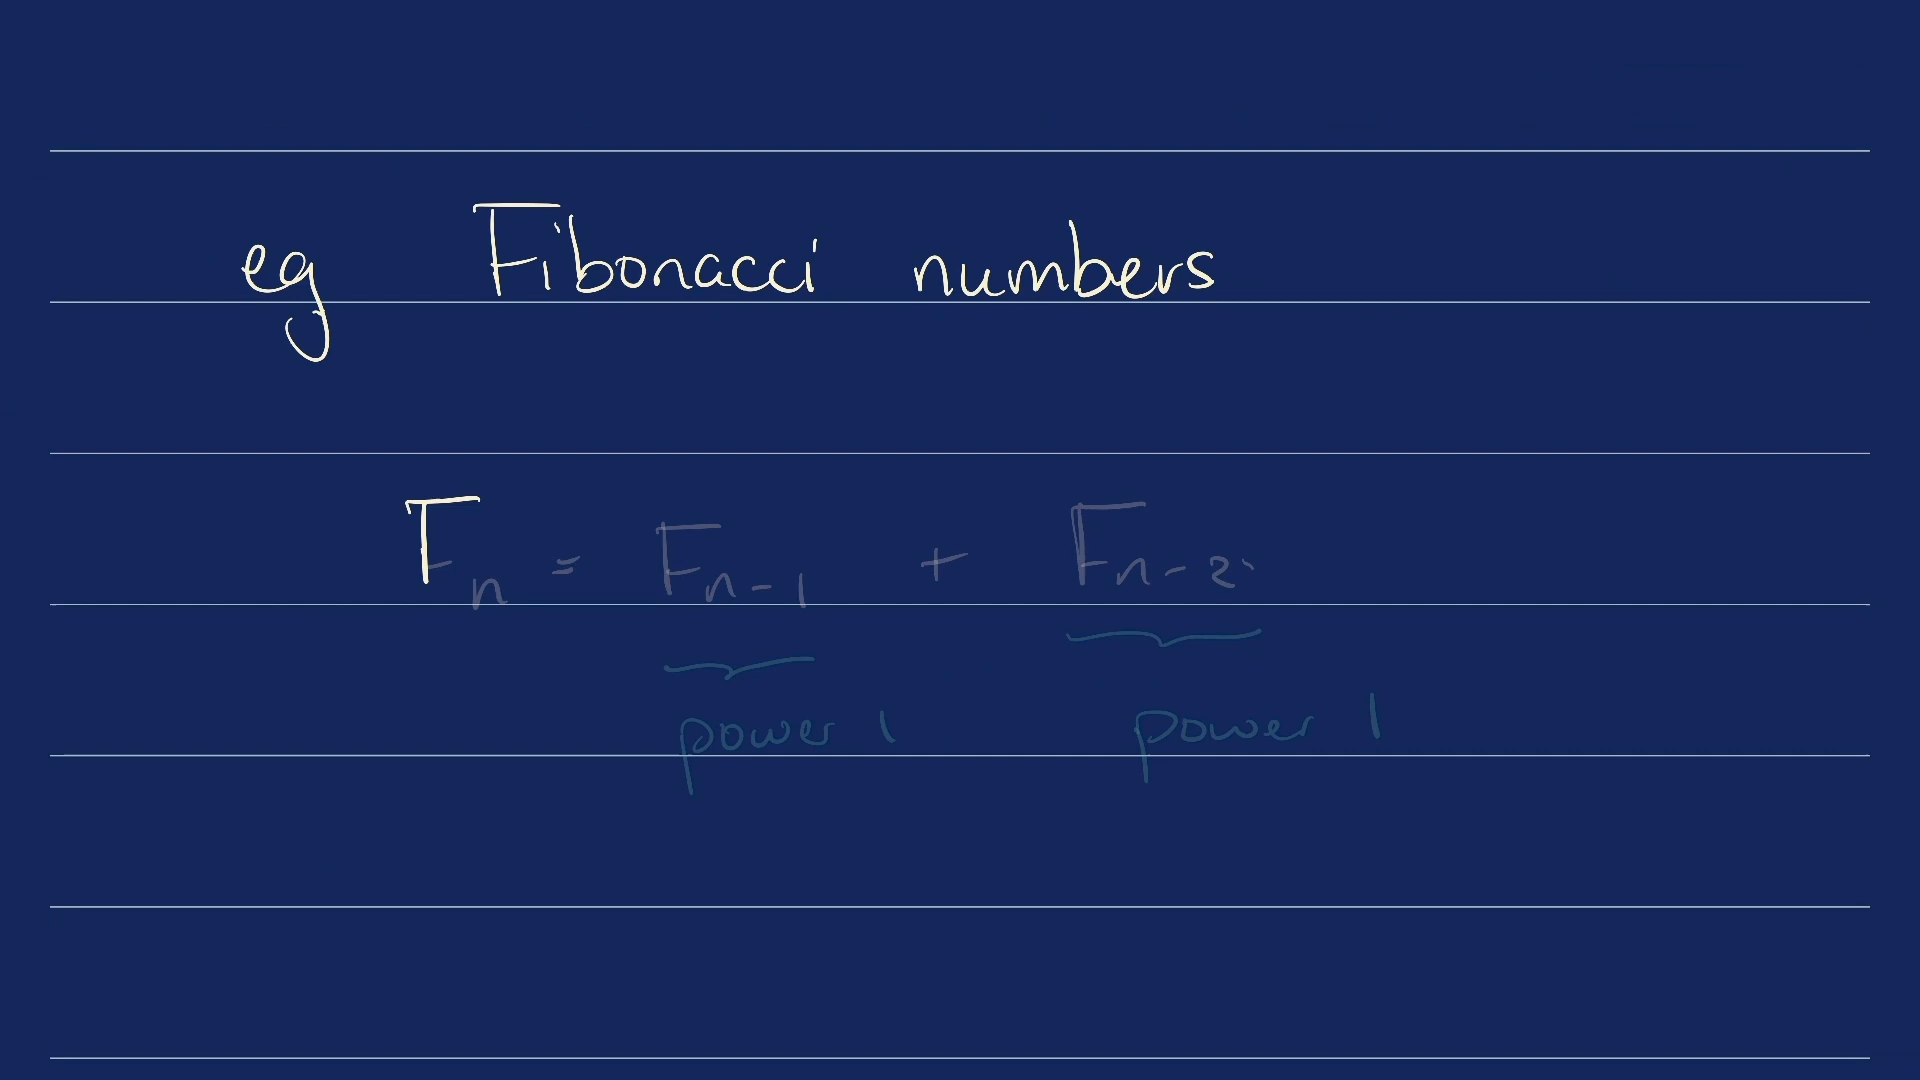 eg Fibonacci numbers
Fn = Fn-1 + Fn-2
power 1 power 1